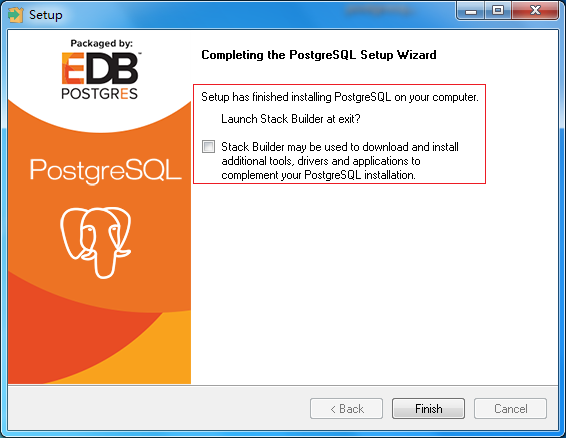 Setup
Packaged by:
EDB™
POSTGRES
PostgreSQL
Completing the PostgreSQL Setup Wizard
Setup has finished installing PostgreSQL on your computer.
Launch Stack Builder at exit?
Stack Builder may be used to download and install
additional tools, drivers and applications to
complement your PostgreSQL installation.
< Back
Finish
Cancel